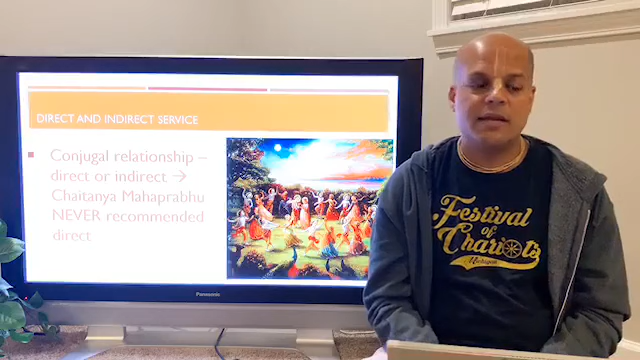 DIRECT AND INDIRECT SERVICE
Conjugal relationship –
direct or indirect →
Chaitanya Mahaprabhu
NEVER recommended
direct
Panasonic
Festival
of
Chariots